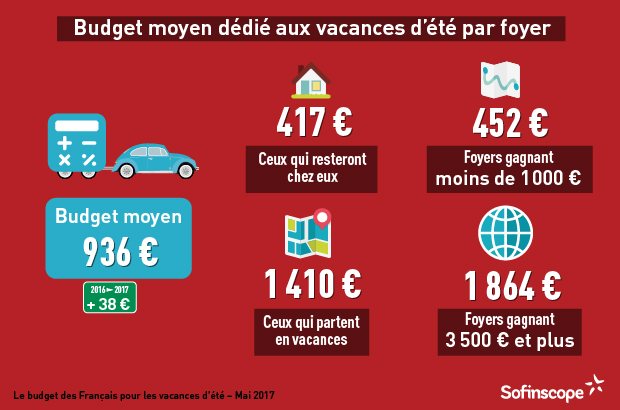 Budget moyen dédié aux vacances d'été par foyer
417 €
Ceux qui resteront
chez eux
452 €
Foyers gagnant
moins de 1 000 €
Budget moyen
936 €
2016 ► 2017
+ 38 €
1 410 €
Ceux qui partent
en vacances
1 864 €
Foyers gagnant
3 500 € et plus
Le budget des Français pour les vacances d'été – Mai 2017
Sofinscope